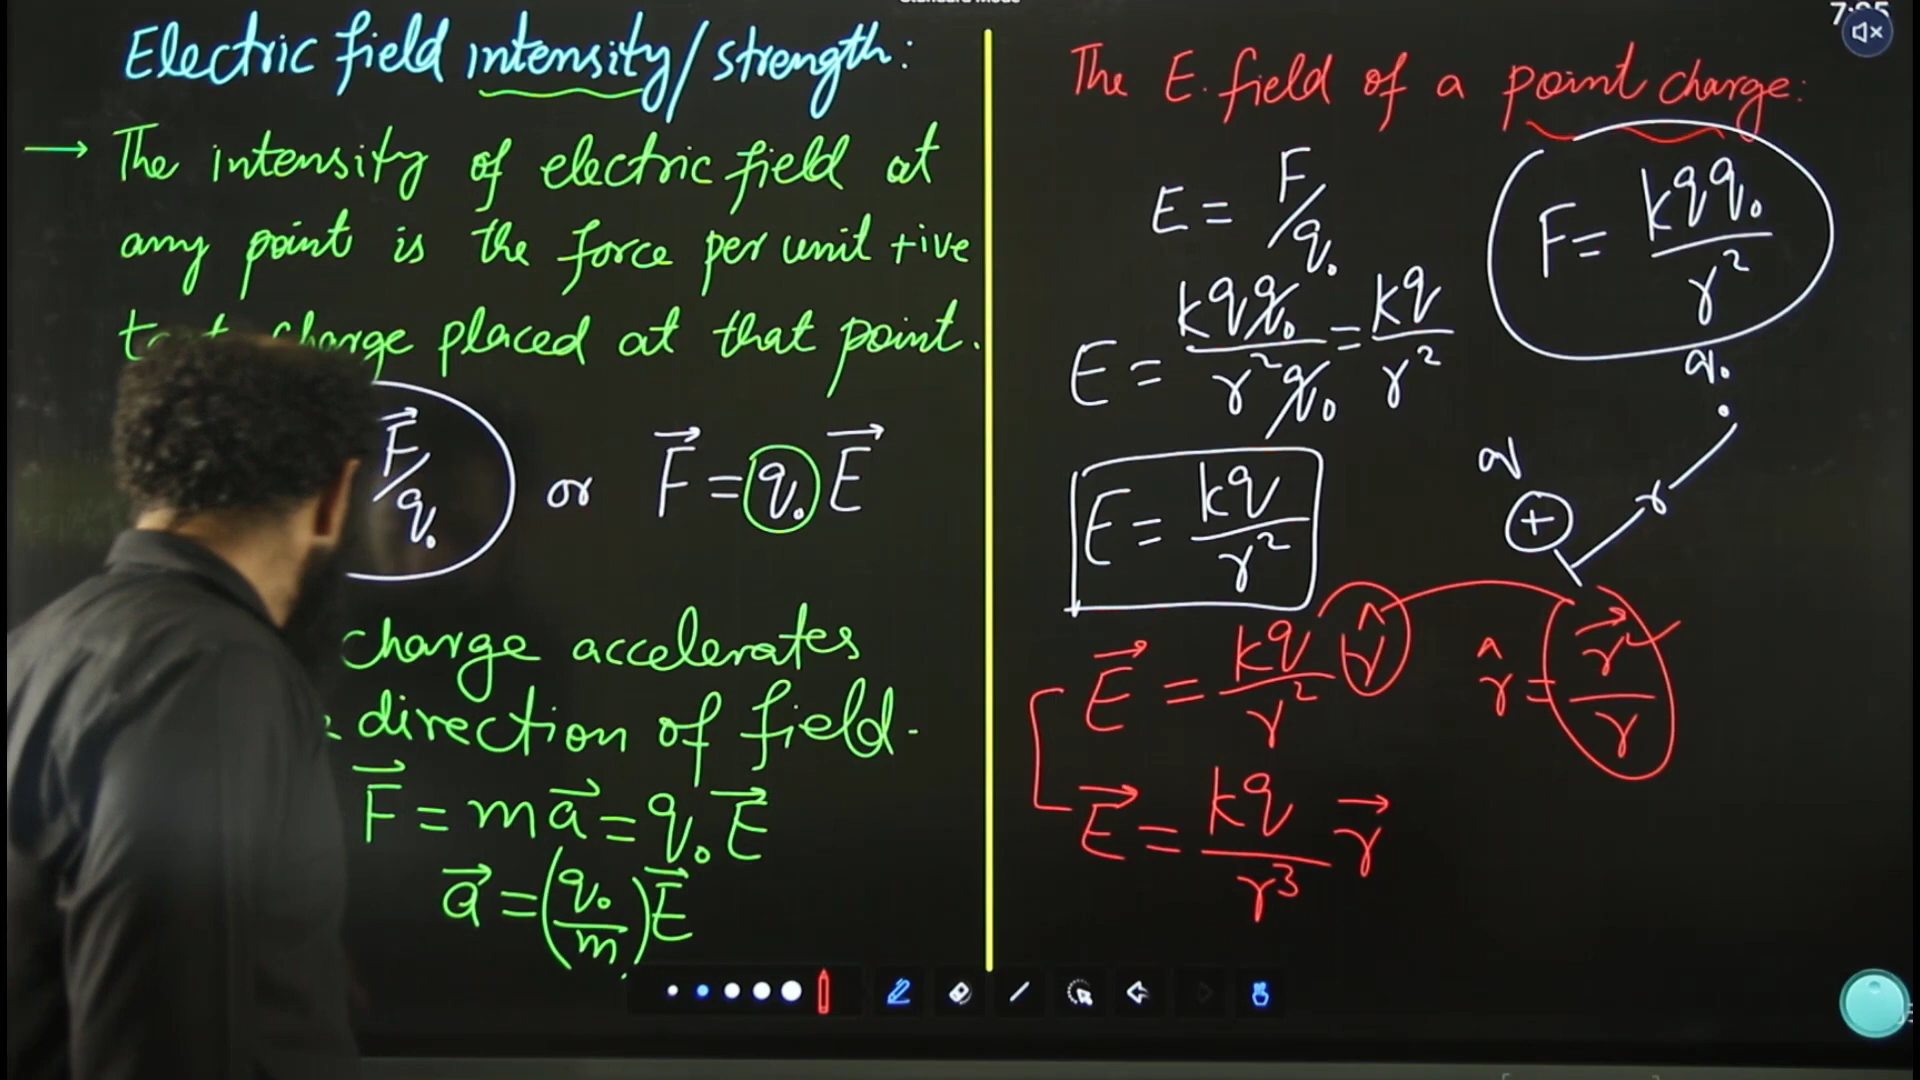 Electric field intensity/strength:
→ The intensity of electric field at
any point is the force per unit +ive
charge placed at that point.
F⃗/q₀ or F⃗ = q₀ E⃗
charge accelerates
direction of field.
F⃗ = ma⃗ = q₀ E⃗
a⃗ = (q₀/m) E⃗
The E.field of a point charge:
E = F/q₀
F = kqq₀/r²
E = kqq₀/r²q₀ = kq/r²
q₀
q
+
r
E = kq/r²
E⃗ = kq/r² r̂
r̂ = r⃗/r
E⃗ = kq/r³ r⃗